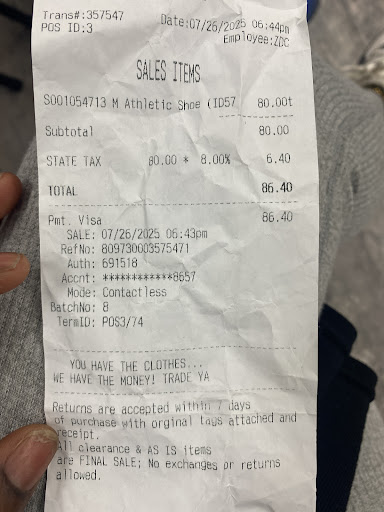 Trans#:357547
Date:07/26/2025 06:44pm
POS ID:3
Employee:ZDC
SALES ITEMS
S001054713 M Athletic Shoe (ID57 80.00t
Subtotal 80.00
STATE TAX 80.00 * 8.00% 6.40
TOTAL 86.40
Pmt. Visa 86.40
SALE: 07/26/2025 06:43pm
RefNo: 809730003575471
Auth: 691518
Accnt: ************8657
Mode: Contactless
BatchNo: 8
TermID: POS3/74
YOU HAVE THE CLOTHES...
WE HAVE THE MONEY! TRADE YA
Returns are accepted within 7 days
of purchase with orginal tags attached and
receipt.
All clearance & AS IS items
are FINAL SALE; No exchanges or returns
allowed.